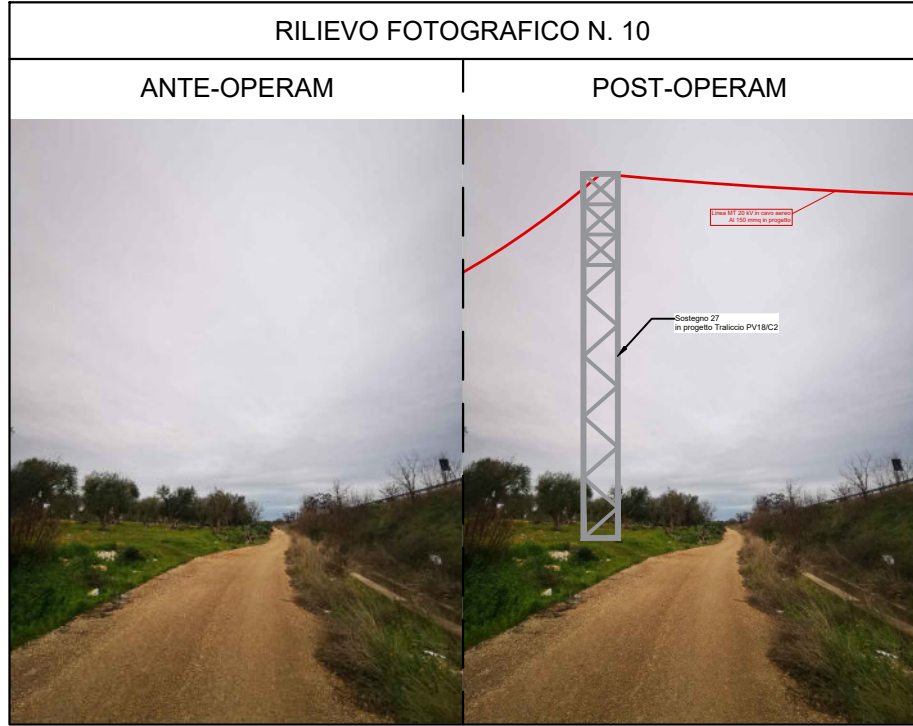 RILIEVO FOTOGRAFICO N. 10
ANTE-OPERAM
POST-OPERAM
Linea MT 20 kV in cavo aereo
Al 150 mmq in progetto
Sostegno 27
in progetto Traliccio PV18/C2